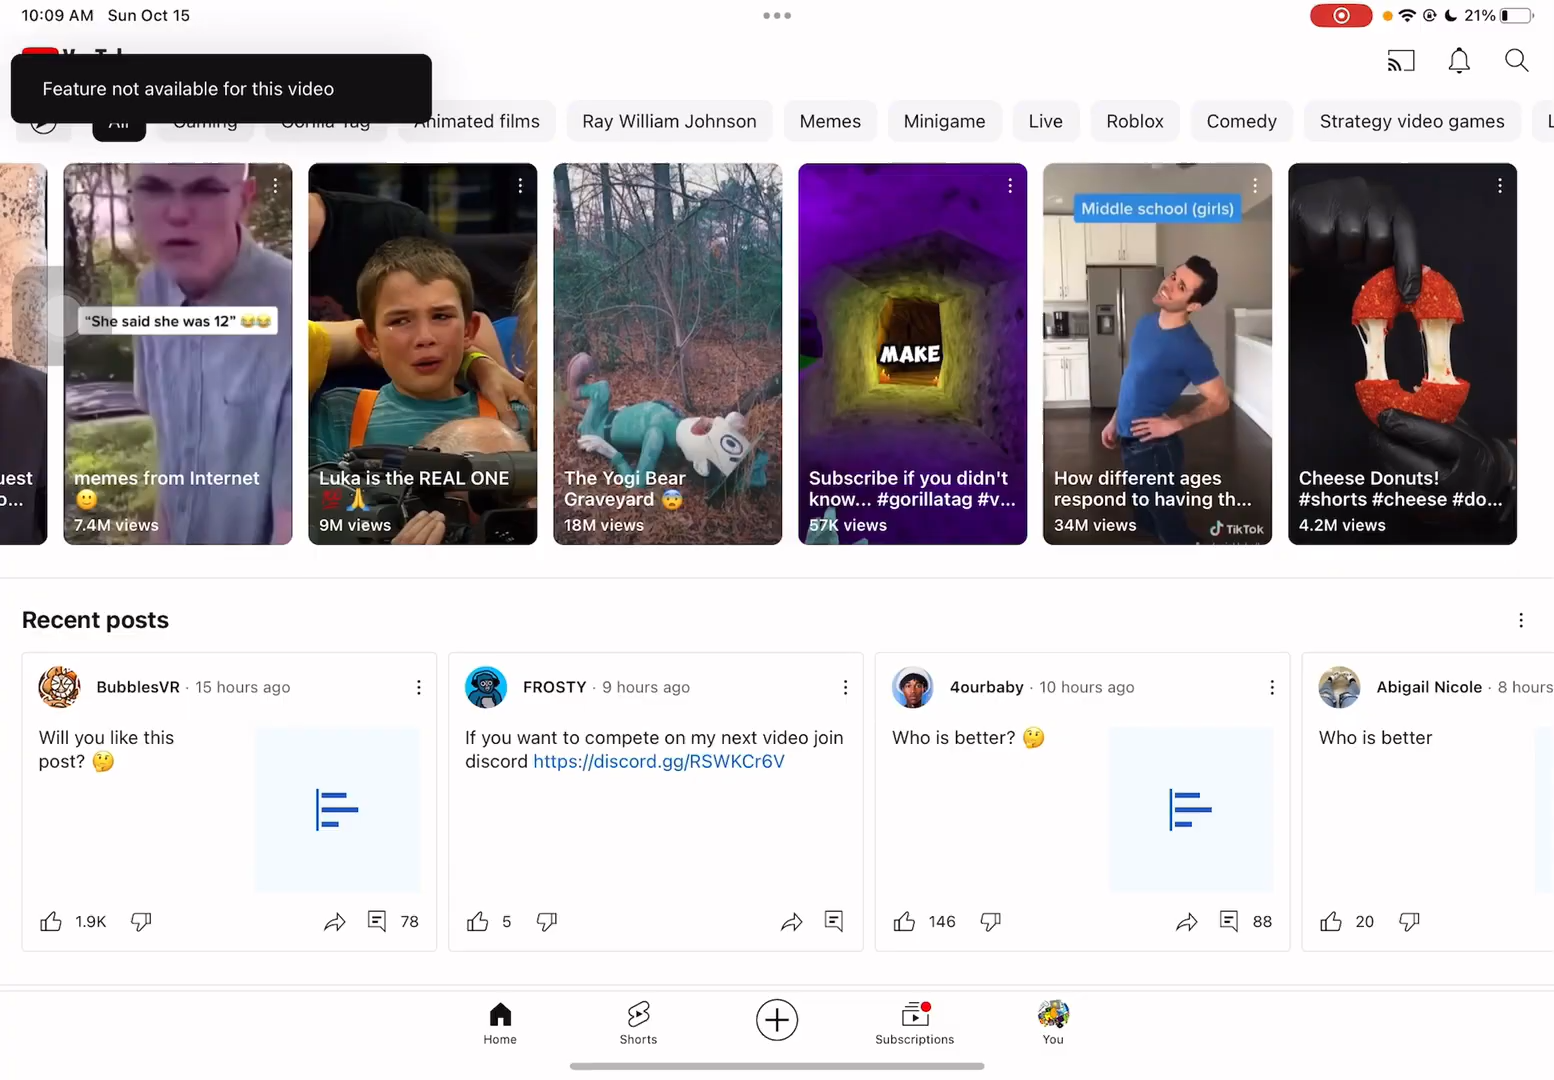 10:09 AM Sun Oct 15
21%
Feature not available for this video
All
Gaming
Gorilla Tag
Animated films
Ray William Johnson
Memes
Minigame
Live
Roblox
Comedy
Strategy video games
"She said she was 12" 😂😂
MAKE
Middle school (girls)
memes from Internet
🙂
7.4M views
Luka is the REAL ONE
💯🙏
9M views
The Yogi Bear
Graveyard 😨
18M views
Subscribe if you didn't
know... #gorillatag #v...
57K views
How different ages
respond to having th...
34M views
TikTok
Cheese Donuts!
#shorts #cheese #do...
4.2M views
Recent posts
BubblesVR · 15 hours ago
Will you like this
post? 🤔
1.9K
78
FROSTY · 9 hours ago
If you want to compete on my next video join
discord https://discord.gg/RSWKCr6V
5
4ourbaby · 10 hours ago
Who is better? 🤔
146
88
Abigail Nicole · 8 hours
Who is better
20
Home
Shorts
Subscriptions
You